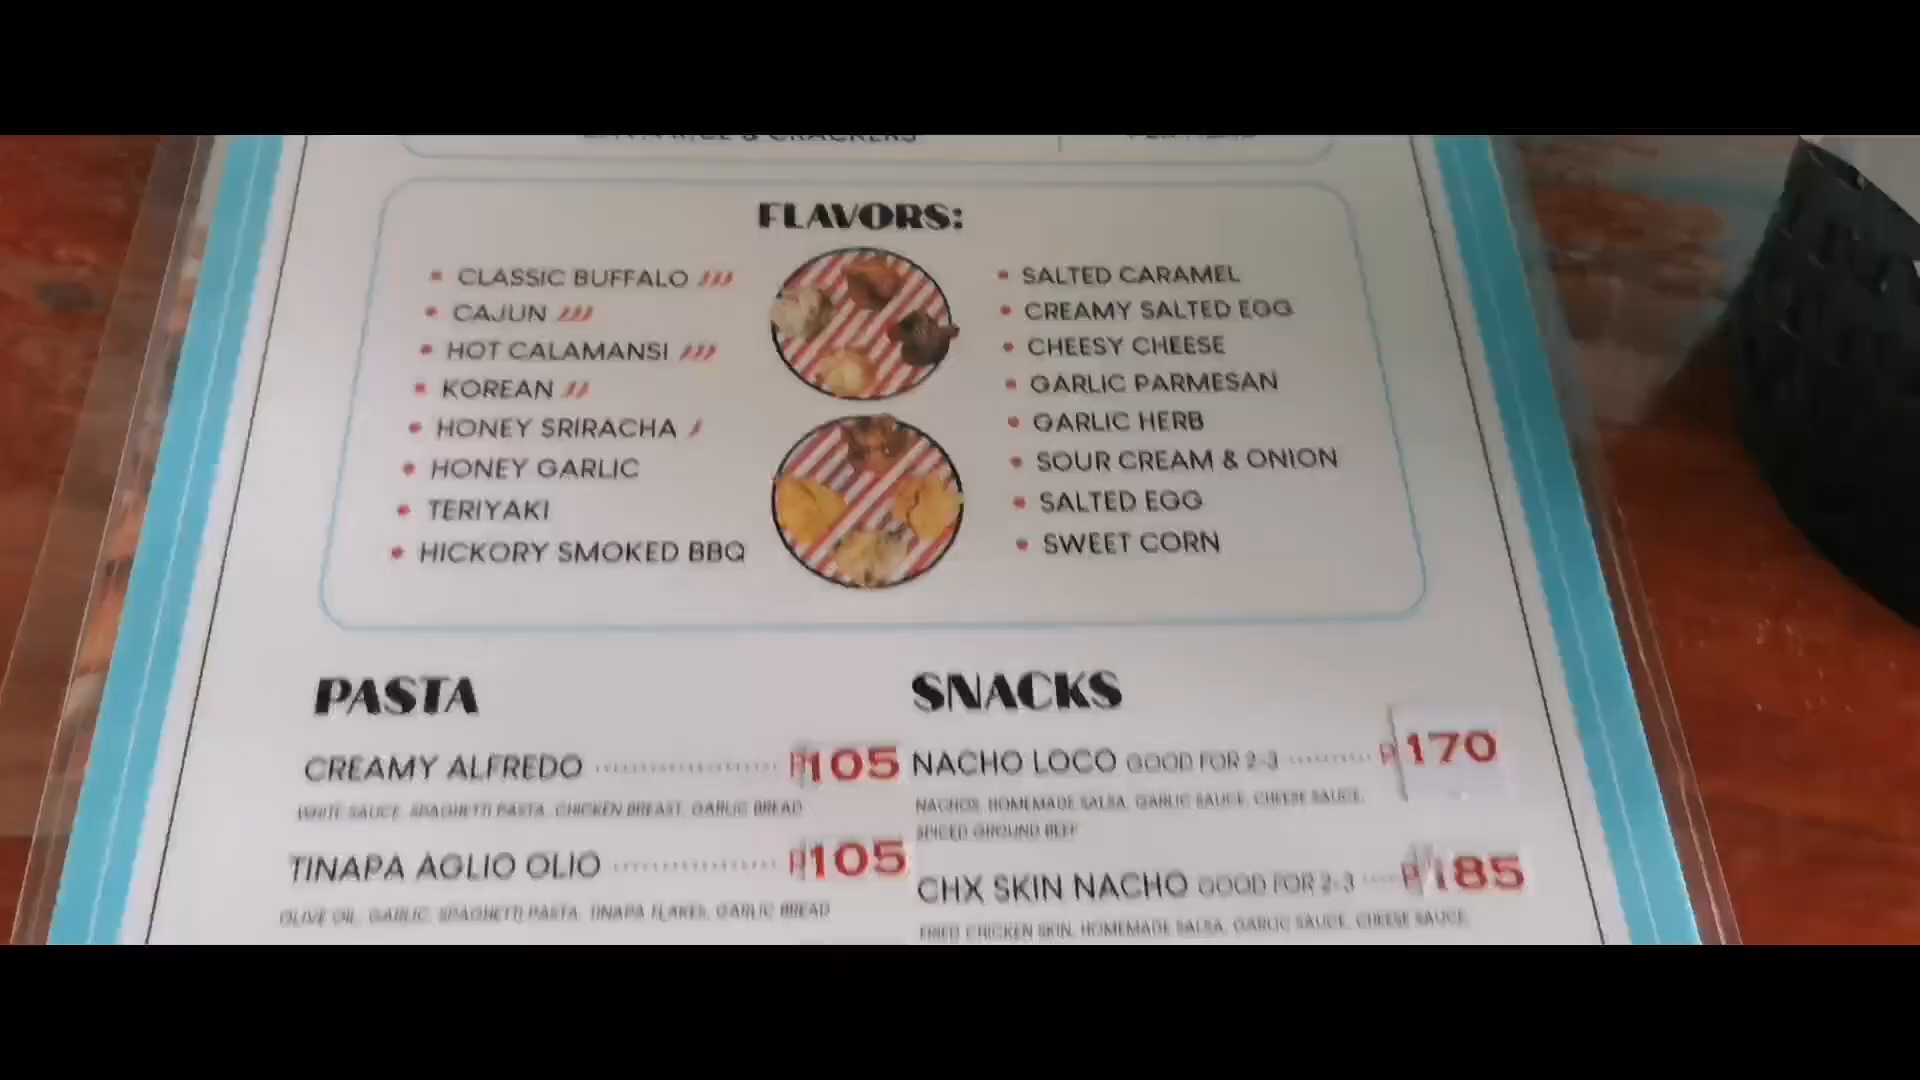 & CRACKERS
FLAVORS:
CLASSIC BUFFALO
CAJUN
HOT CALAMANSI
KOREAN
HONEY SRIRACHA
HONEY GARLIC
TERIYAKI
HICKORY SMOKED BBQ
SALTED CARAMEL
CREAMY SALTED EGG
CHEESY CHEESE
GARLIC PARMESAN
GARLIC HERB
SOUR CREAM & ONION
SALTED EGG
SWEET CORN
PASTA
CREAMY ALFREDO ₱105
WHITE SAUCE, SPAGHETTI PASTA, CHICKEN BREAST, GARLIC BREAD
TINAPA AGLIO OLIO ₱105
OLIVE OIL, GARLIC, SPAGHETTI PASTA, TINAPA FLAKES, GARLIC BREAD
SNACKS
NACHO LOCO GOOD FOR 2-3 ₱170
NACHOS, HOMEMADE SALSA, GARLIC SAUCE, CHEESE SAUCE,
SPICED GROUND BEEF
CHX SKIN NACHO GOOD FOR 2-3 ₱185
FRIED CHICKEN SKIN, HOMEMADE SALSA, GARLIC SAUCE, CHEESE SAUCE,